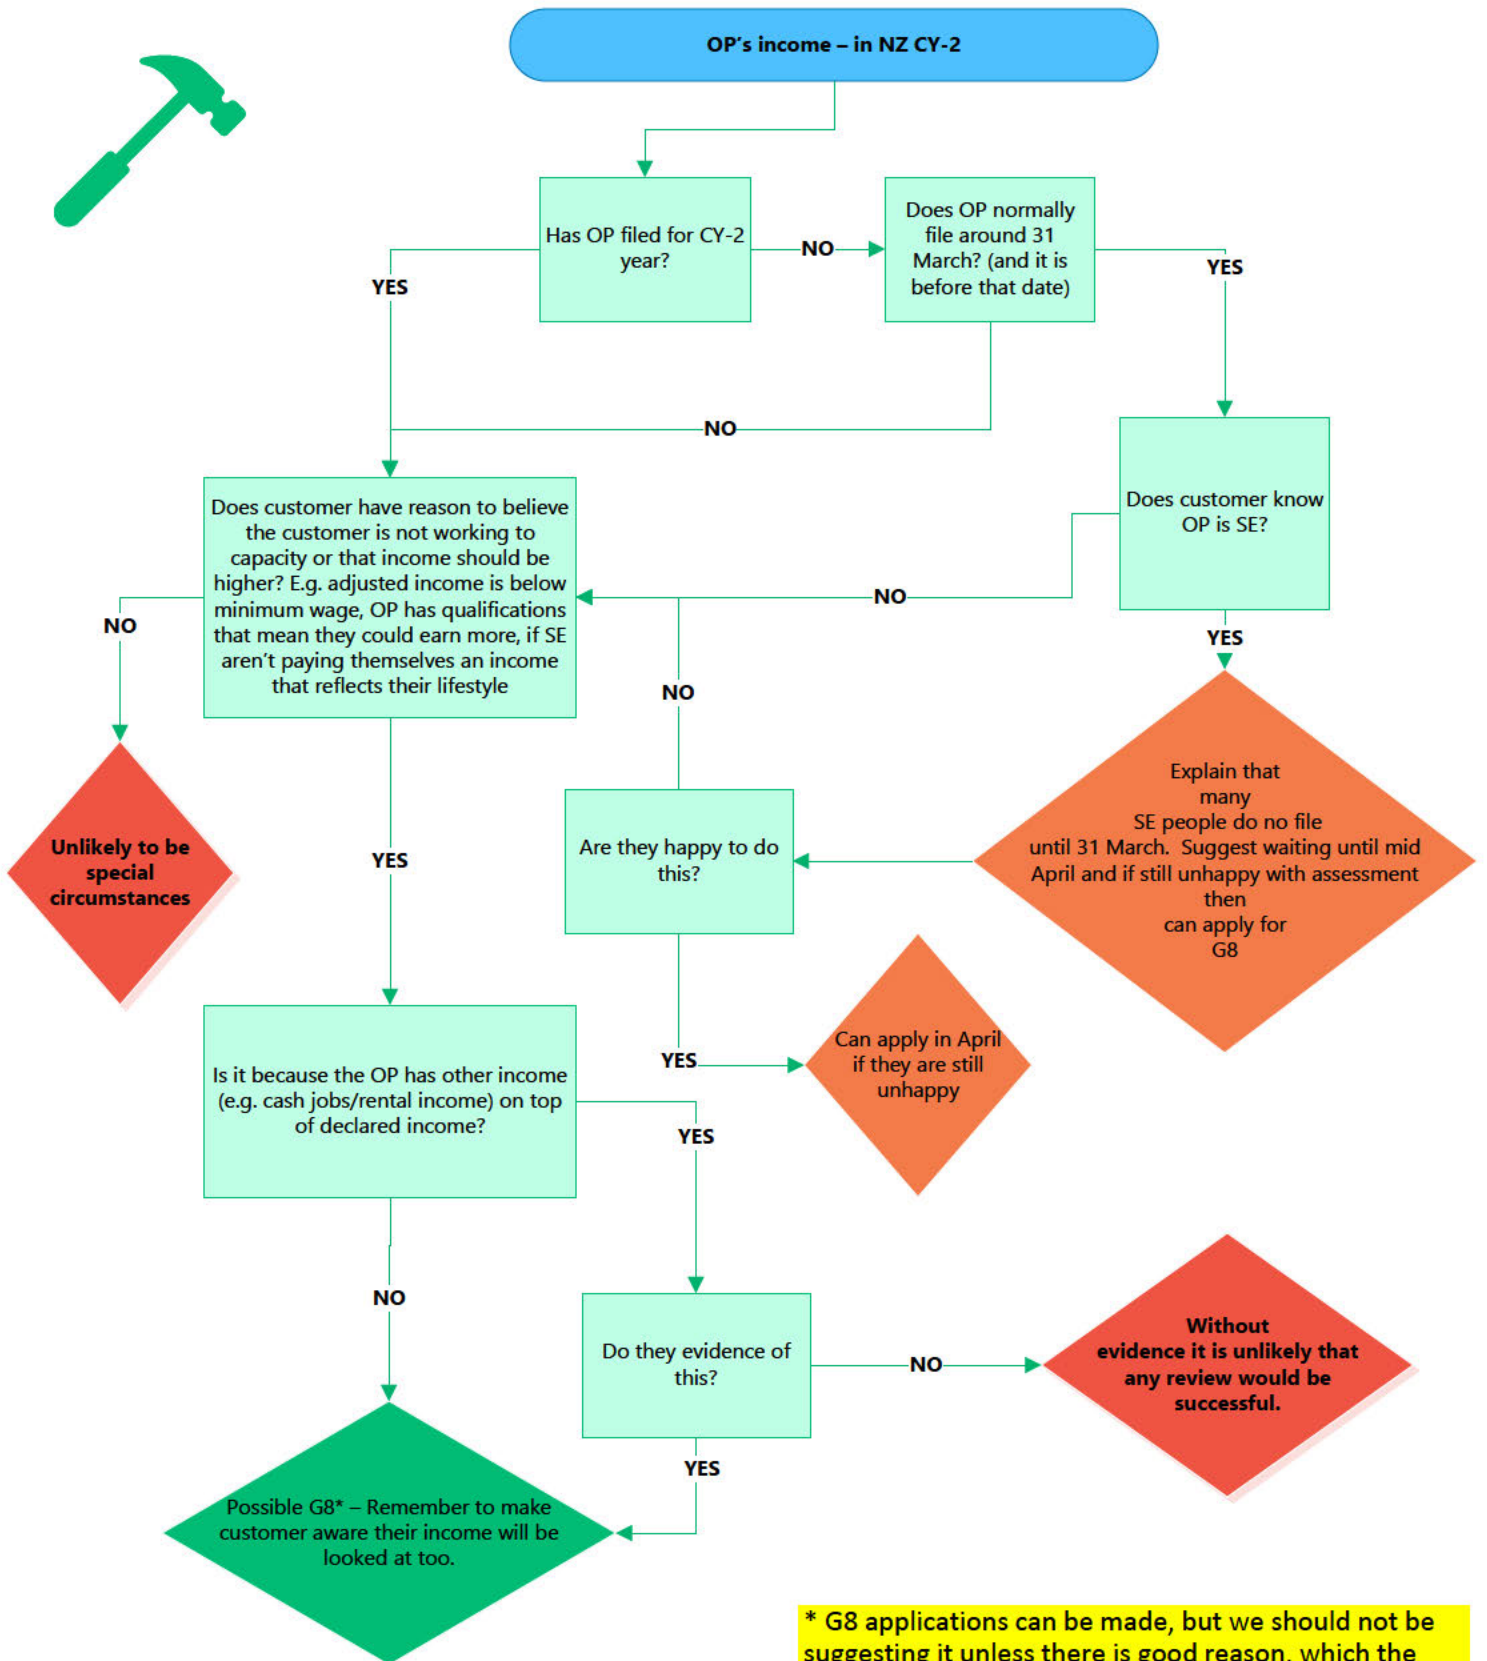 OP's income – in NZ CY-2
Has OP filed for CY-2
year?
NO
Does OP normally
file around 31
March? (and it is
before that date)
YES
YES
NO
Does customer have reason to believe
the customer is not working to
capacity or that income should be
higher? E.g. adjusted income is below
minimum wage, OP has qualifications
that mean they could earn more, if SE
aren't paying themselves an income
that reflects their lifestyle
Does customer know
OP is SE?
NO
NO
YES
NO
Unlikely to be
special
circumstances
YES
Are they happy to do
this?
Explain that
many
SE people do no file
until 31 March. Suggest waiting until mid
April and if still unhappy with assessment
then
can apply for
G8
YES
Can apply in April
if they are still
unhappy
Is it because the OP has other income
(e.g. cash jobs/rental income) on top
of declared income?
YES
NO
Do they evidence of
this?
NO
Without
evidence it is unlikely that
any review would be
successful.
YES
Possible G8* – Remember to make
customer aware their income will be
looked at too.
* G8 applications can be made, but we should not be
suggesting it unless there is good reason, which the